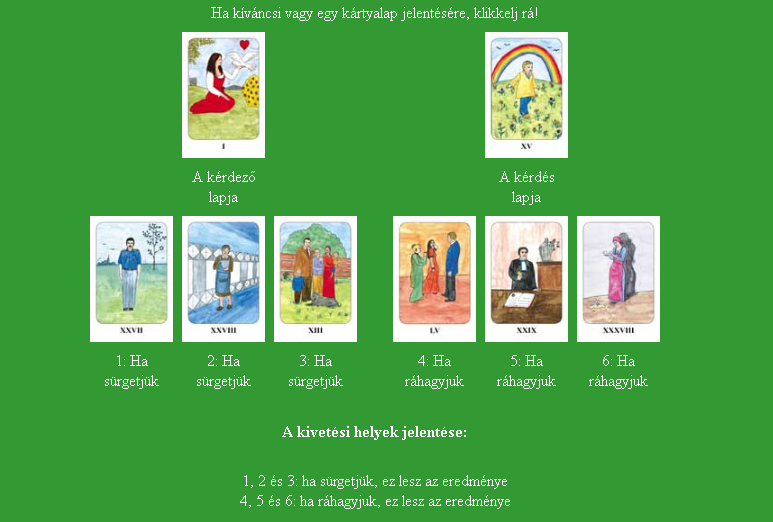 Ha kíváncsi vagy egy kártyalap jelentésére, klikkelj rá!
I
XV
A kérdező
lapja
A kérdés
lapja
XXVII
XXVIII
XIII
LV
XXIX
XXXVIII
1: Ha
sürgetjük
2: Ha
sürgetjük
3: Ha
sürgetjük
4: Ha
ráhagyjuk
5: Ha
ráhagyjuk
6: Ha
ráhagyjuk
A kivetési helyek jelentése:
1, 2 és 3: ha sürgetjük, ez lesz az eredménye
4, 5 és 6: ha ráhagyjuk, ez lesz az eredménye